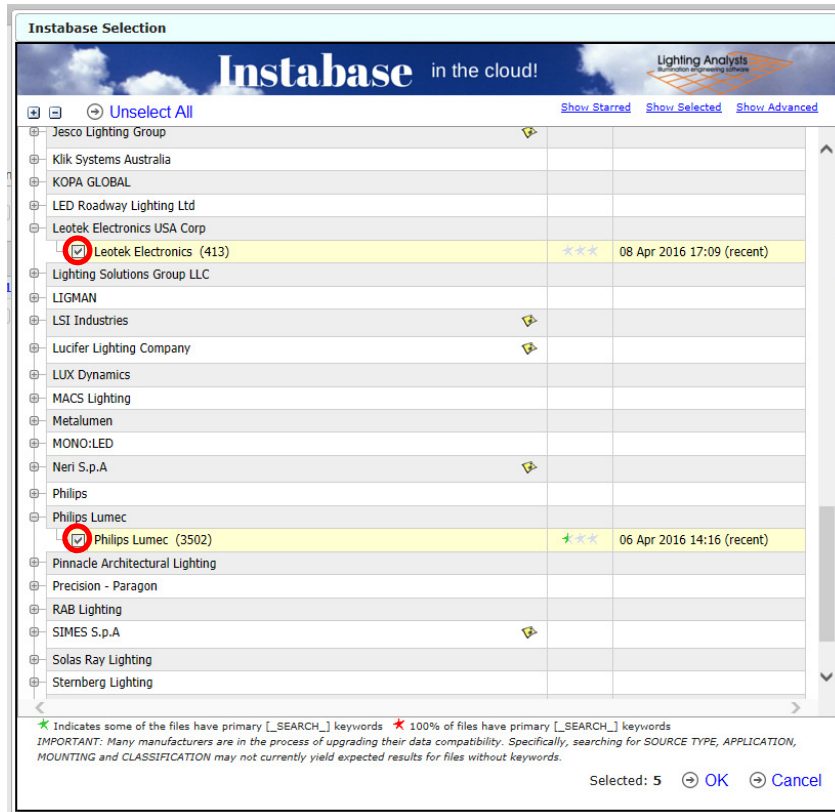 Instabase Selection
Instabase in the cloud!
Lighting Analysts
illumination engineering software
Unselect All Show Starred Show Selected Show Advanced
Jesco Lighting Group
Klik Systems Australia
KOPA GLOBAL
LED Roadway Lighting Ltd
Leotek Electronics USA Corp
Leotek Electronics (413) 08 Apr 2016 17:09 (recent)
Lighting Solutions Group LLC
LIGMAN
LSI Industries
Lucifer Lighting Company
LUX Dynamics
MACS Lighting
Metalumen
MONO:LED
Neri S.p.A
Philips
Philips Lumec
Philips Lumec (3502) 06 Apr 2016 14:16 (recent)
Pinnacle Architectural Lighting
Precision - Paragon
RAB Lighting
SIMES S.p.A
Solas Ray Lighting
Sternberg Lighting
Indicates some of the files have primary [_SEARCH_] keywords 100% of files have primary [_SEARCH_] keywords
IMPORTANT: Many manufacturers are in the process of upgrading their data compatibility. Specifically, searching for SOURCE TYPE, APPLICATION,
MOUNTING and CLASSIFICATION may not currently yield expected results for files without keywords.
Selected: 5 OK Cancel